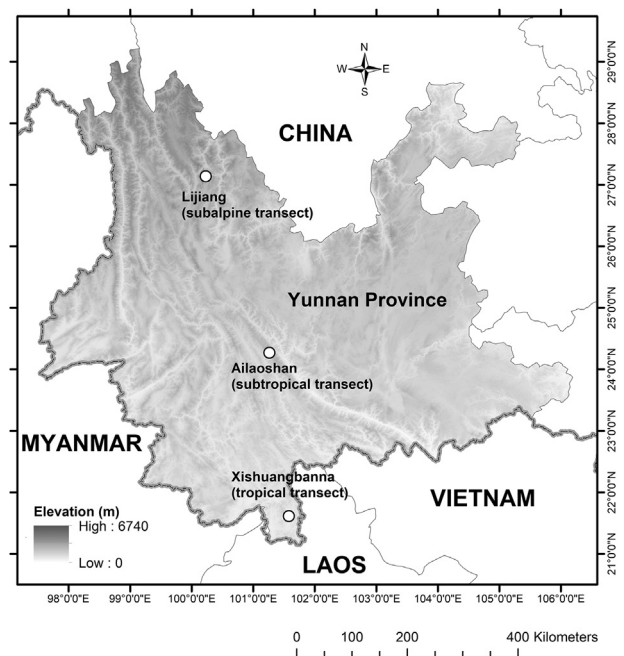 N
W E
S
CHINA
Lijiang
(subalpine transect)
Yunnan Province
Ailaoshan
(subtropical transect)
MYANMAR
Xishuangbanna
(tropical transect)
VIETNAM
LAOS
Elevation (m)
High : 6740
Low : 0
29°0'0"N
28°0'0"N
27°0'0"N
26°0'0"N
25°0'0"N
24°0'0"N
23°0'0"N
22°0'0"N
21°0'0"N
98°0'0"E 99°0'0"E 100°0'0"E 101°0'0"E 102°0'0"E 103°0'0"E 104°0'0"E 105°0'0"E 106°0'0"E
0 100 200 400 Kilometers